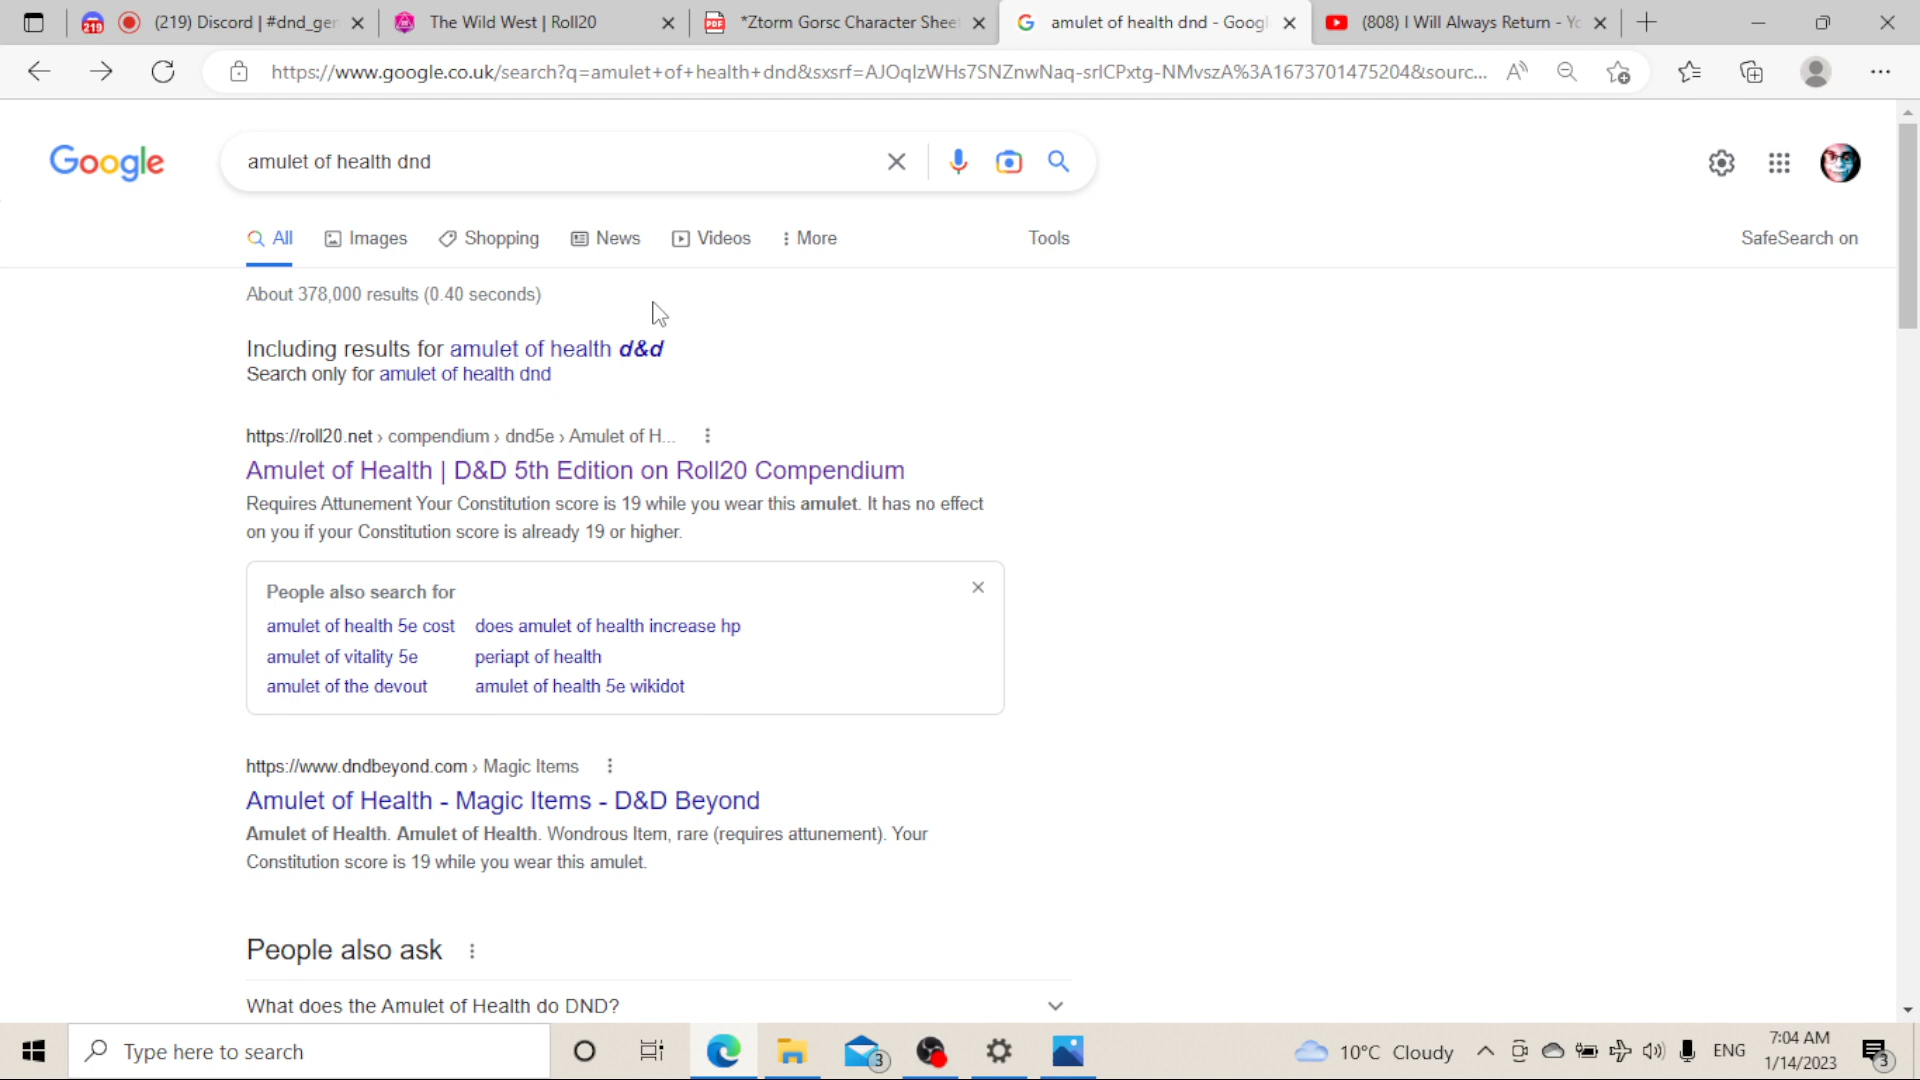 (219) Discord | #dnd_ge
The Wild West | Roll20
*Ztorm Gorsc Character Shee
amulet of health dnd - Googl
(808) I Will Always Return - Yo
https://www.google.co.uk/search?q=amulet+of+health+dnd&sxsrf=AJOqlzWHs7SNZnwNaq-srlCPxtg-NMvszA%3A1673701475204&sourc...
Google
amulet of health dnd
All
Images
Shopping
News
Videos
More
Tools
SafeSearch on
About 378,000 results (0.40 seconds)
Including results for amulet of health d&d
Search only for amulet of health dnd
https://roll20.net › compendium › dnd5e › Amulet of H...
Amulet of Health | D&D 5th Edition on Roll20 Compendium
Requires Attunement Your Constitution score is 19 while you wear this amulet. It has no effect
on you if your Constitution score is already 19 or higher.
People also search for
amulet of health 5e cost
does amulet of health increase hp
amulet of vitality 5e
periapt of health
amulet of the devout
amulet of health 5e wikidot
https://www.dndbeyond.com › Magic Items
Amulet of Health - Magic Items - D&D Beyond
Amulet of Health. Amulet of Health. Wondrous Item, rare (requires attunement). Your
Constitution score is 19 while you wear this amulet.
People also ask
What does the Amulet of Health do DND?
Type here to search
3
10°C Cloudy
ENG
7:04 AM
1/14/2023
3